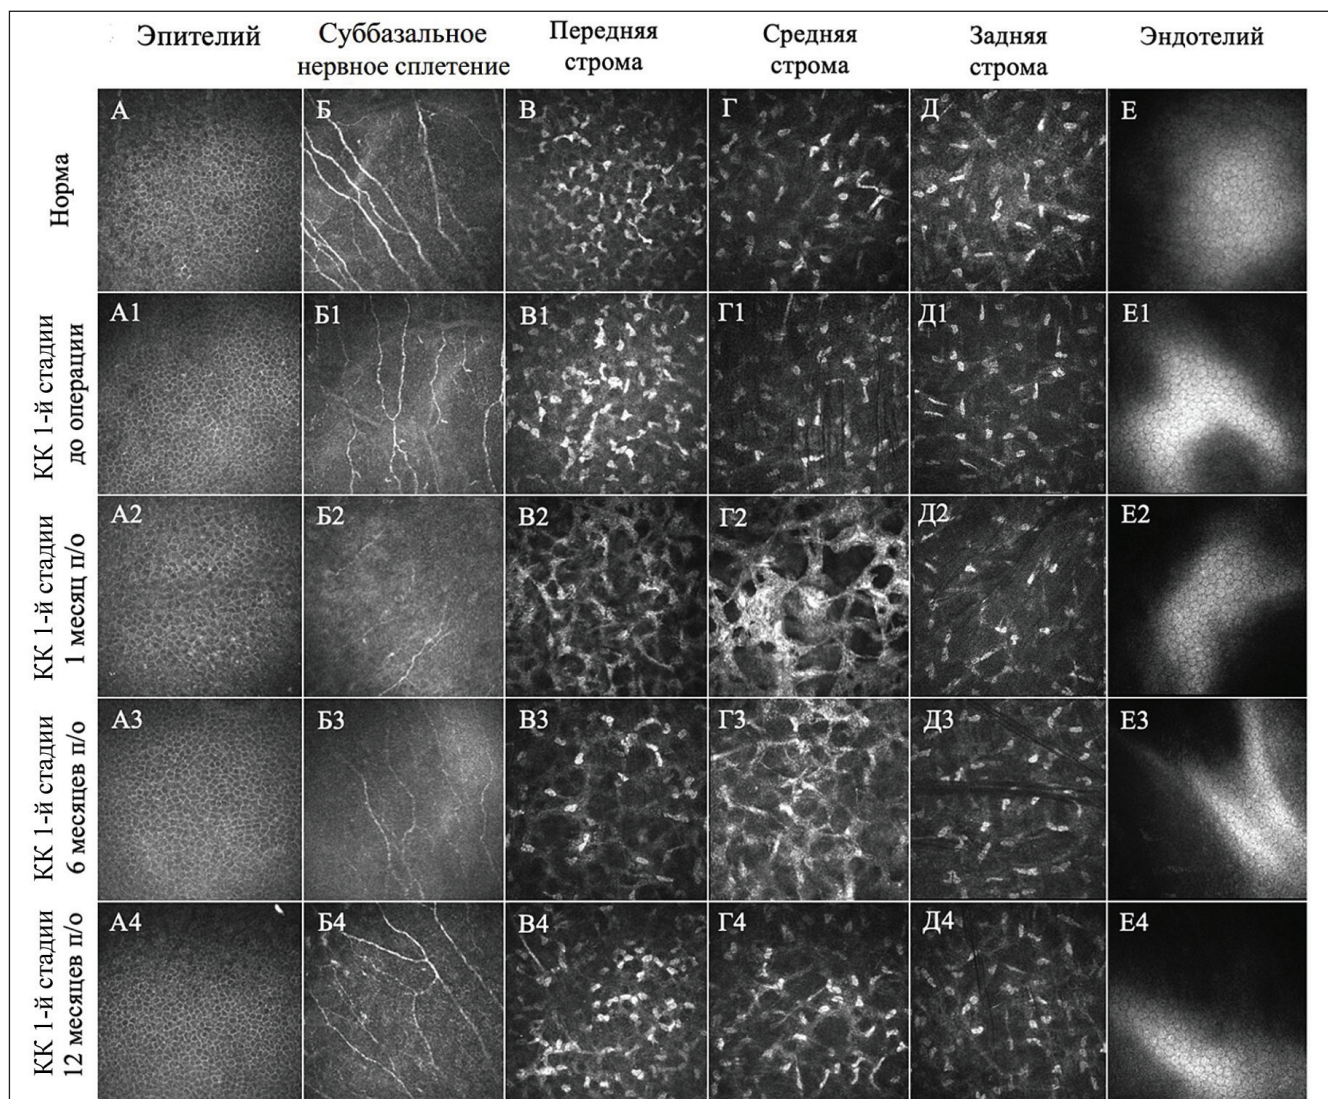 Эпителий
Суббазальное
нервное сплетение
Передняя
строма
Средняя
строма
Задняя
строма
Эндотелий
Норма
А
Б
В
Г
Д
Е
КК 1-й стадии
до операции
А1
Б1
В1
Г1
Д1
Е1
КК 1-й стадии
1 месяц п/о
А2
Б2
В2
Г2
Д2
Е2
КК 1-й стадии
6 месяцев п/о
А3
Б3
В3
Г3
Д3
Е3
КК 1-й стадии
12 месяцев п/о
А4
Б4
В4
Г4
Д4
Е4